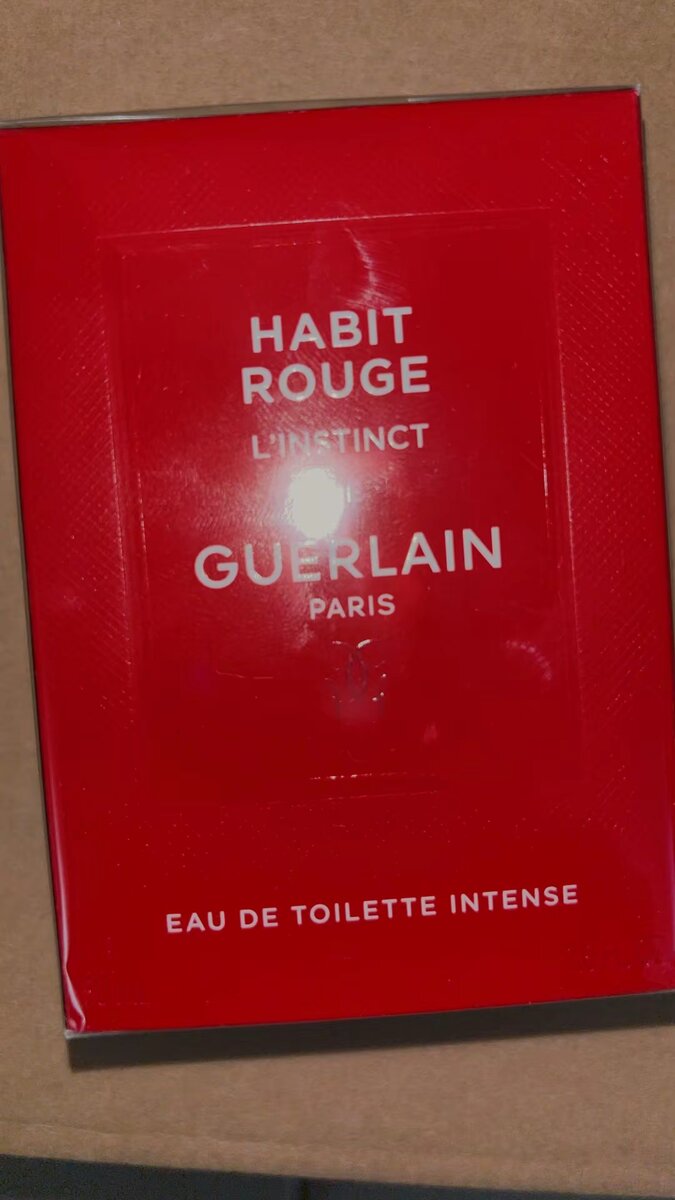 HABIT
ROUGE
L'INSTINCT
GUERLAIN
PARIS
EAU DE TOILETTE INTENSE